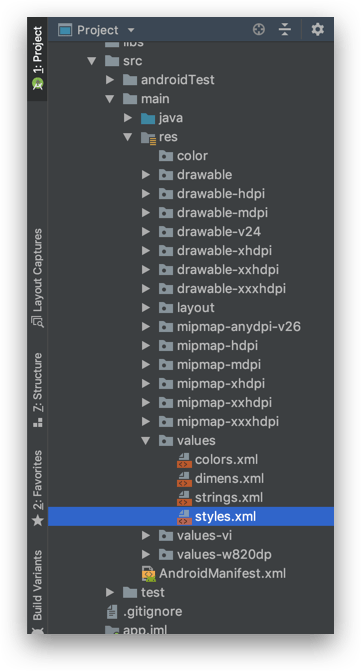 Project
libs
src
androidTest
main
java
res
color
drawable
drawable-hdpi
drawable-mdpi
drawable-v24
drawable-xhdpi
drawable-xxhdpi
drawable-xxxhdpi
layout
mipmap-anydpi-v26
mipmap-hdpi
mipmap-mdpi
mipmap-xhdpi
mipmap-xxhdpi
mipmap-xxxhdpi
values
colors.xml
dimens.xml
strings.xml
styles.xml
values-vi
values-w820dp
AndroidManifest.xml
test
.gitignore
app.iml
1: Project
Layout Captures
Z: Structure
2: Favorites
Build Variants